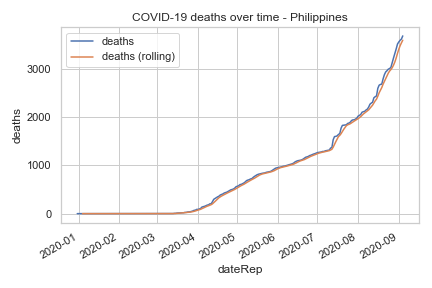 COVID-19 deaths over time - Philippines
deaths
deaths (rolling)
3000
2000
1000
0
deaths
2020-01
2020-02
2020-03
2020-04
2020-05
2020-06
2020-07
2020-08
2020-09
dateRep